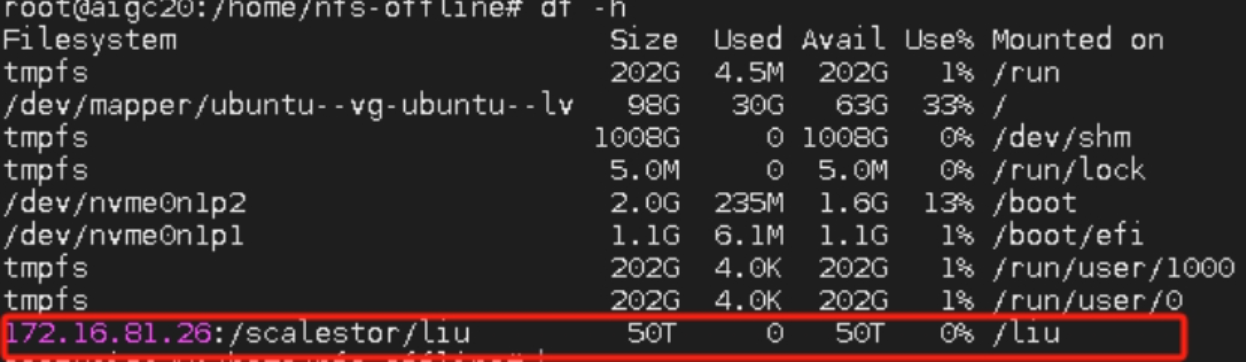 root@aigc20:/home/nfs-offline# df -h
Filesystem Size Used Avail Use% Mounted on
tmpfs 202G 4.5M 202G 1% /run
/dev/mapper/ubuntu--vg-ubuntu--lv 98G 30G 63G 33% /
tmpfs 1008G 0 1008G 0% /dev/shm
tmpfs 5.0M 0 5.0M 0% /run/lock
/dev/nvme0n1p2 2.0G 235M 1.6G 13% /boot
/dev/nvme0n1p1 1.1G 6.1M 1.1G 1% /boot/efi
tmpfs 202G 4.0K 202G 1% /run/user/1000
tmpfs 202G 4.0K 202G 1% /run/user/0
172.16.81.26:/scalestor/liu 50T 0 50T 0% /liu